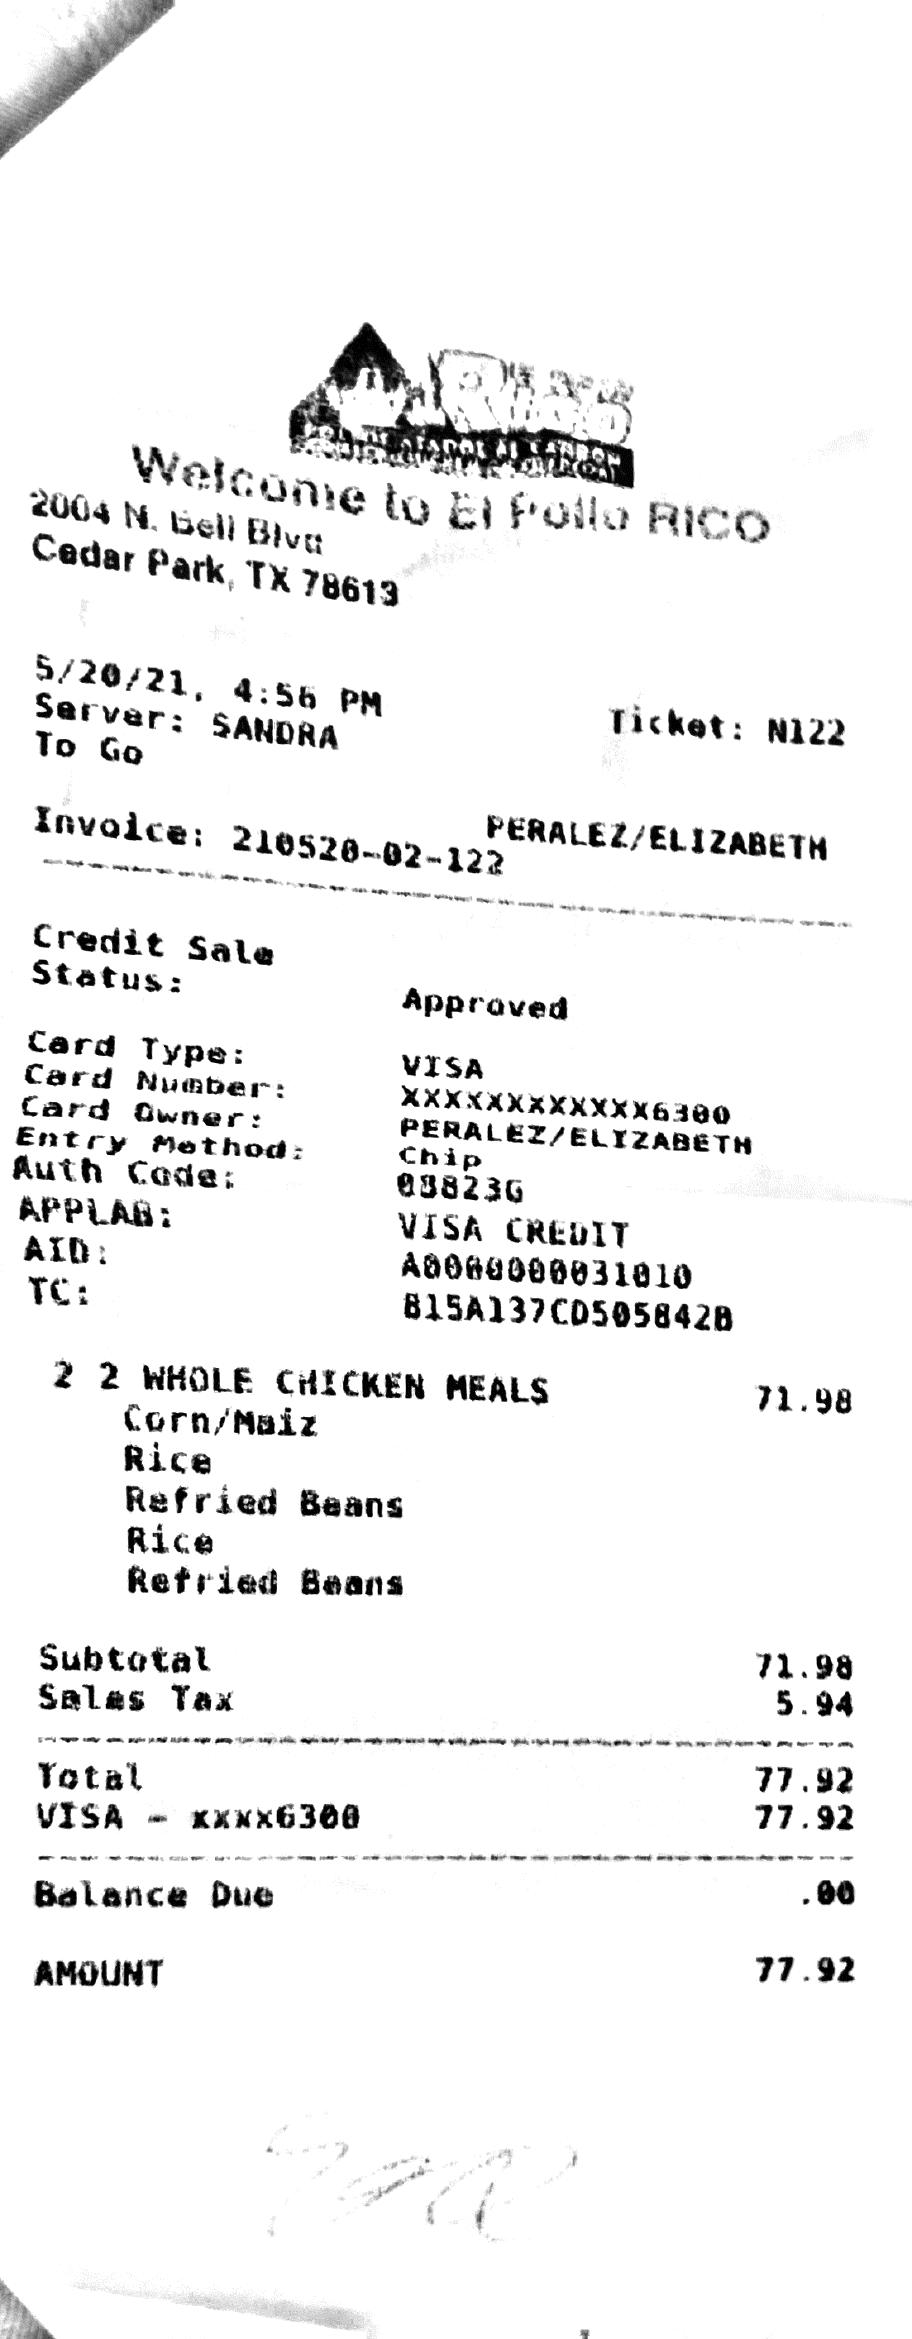 Welcome to El Pollo RICO
2004 N. Bell Blvd
Cedar Park, TX 78613
5/20/21, 4:56 PM
Server: SANDRA
Ticket: N122
To Go
PERALEZ/ELIZABETH
Invoice: 210520-02-122
Credit Sale
Status: Approved
Card Type: VISA
Card Number: XXXXXXXXXXXX6300
Card Owner: PERALEZ/ELIZABETH
Entry Method: Chip
Auth Code:
APPLAB: VISA CREDIT
AID: A0000000031010
TC: B15A137CD505842B
2 2 WHOLE CHICKEN MEALS 71.98
Corn/Maiz
Rice
Refried Beans
Rice
Refried Beans
Subtotal 71.98
Sales Tax 5.94
Total 77.92
VISA - xxxx6300 77.92
Balance Due .00
AMOUNT 77.92